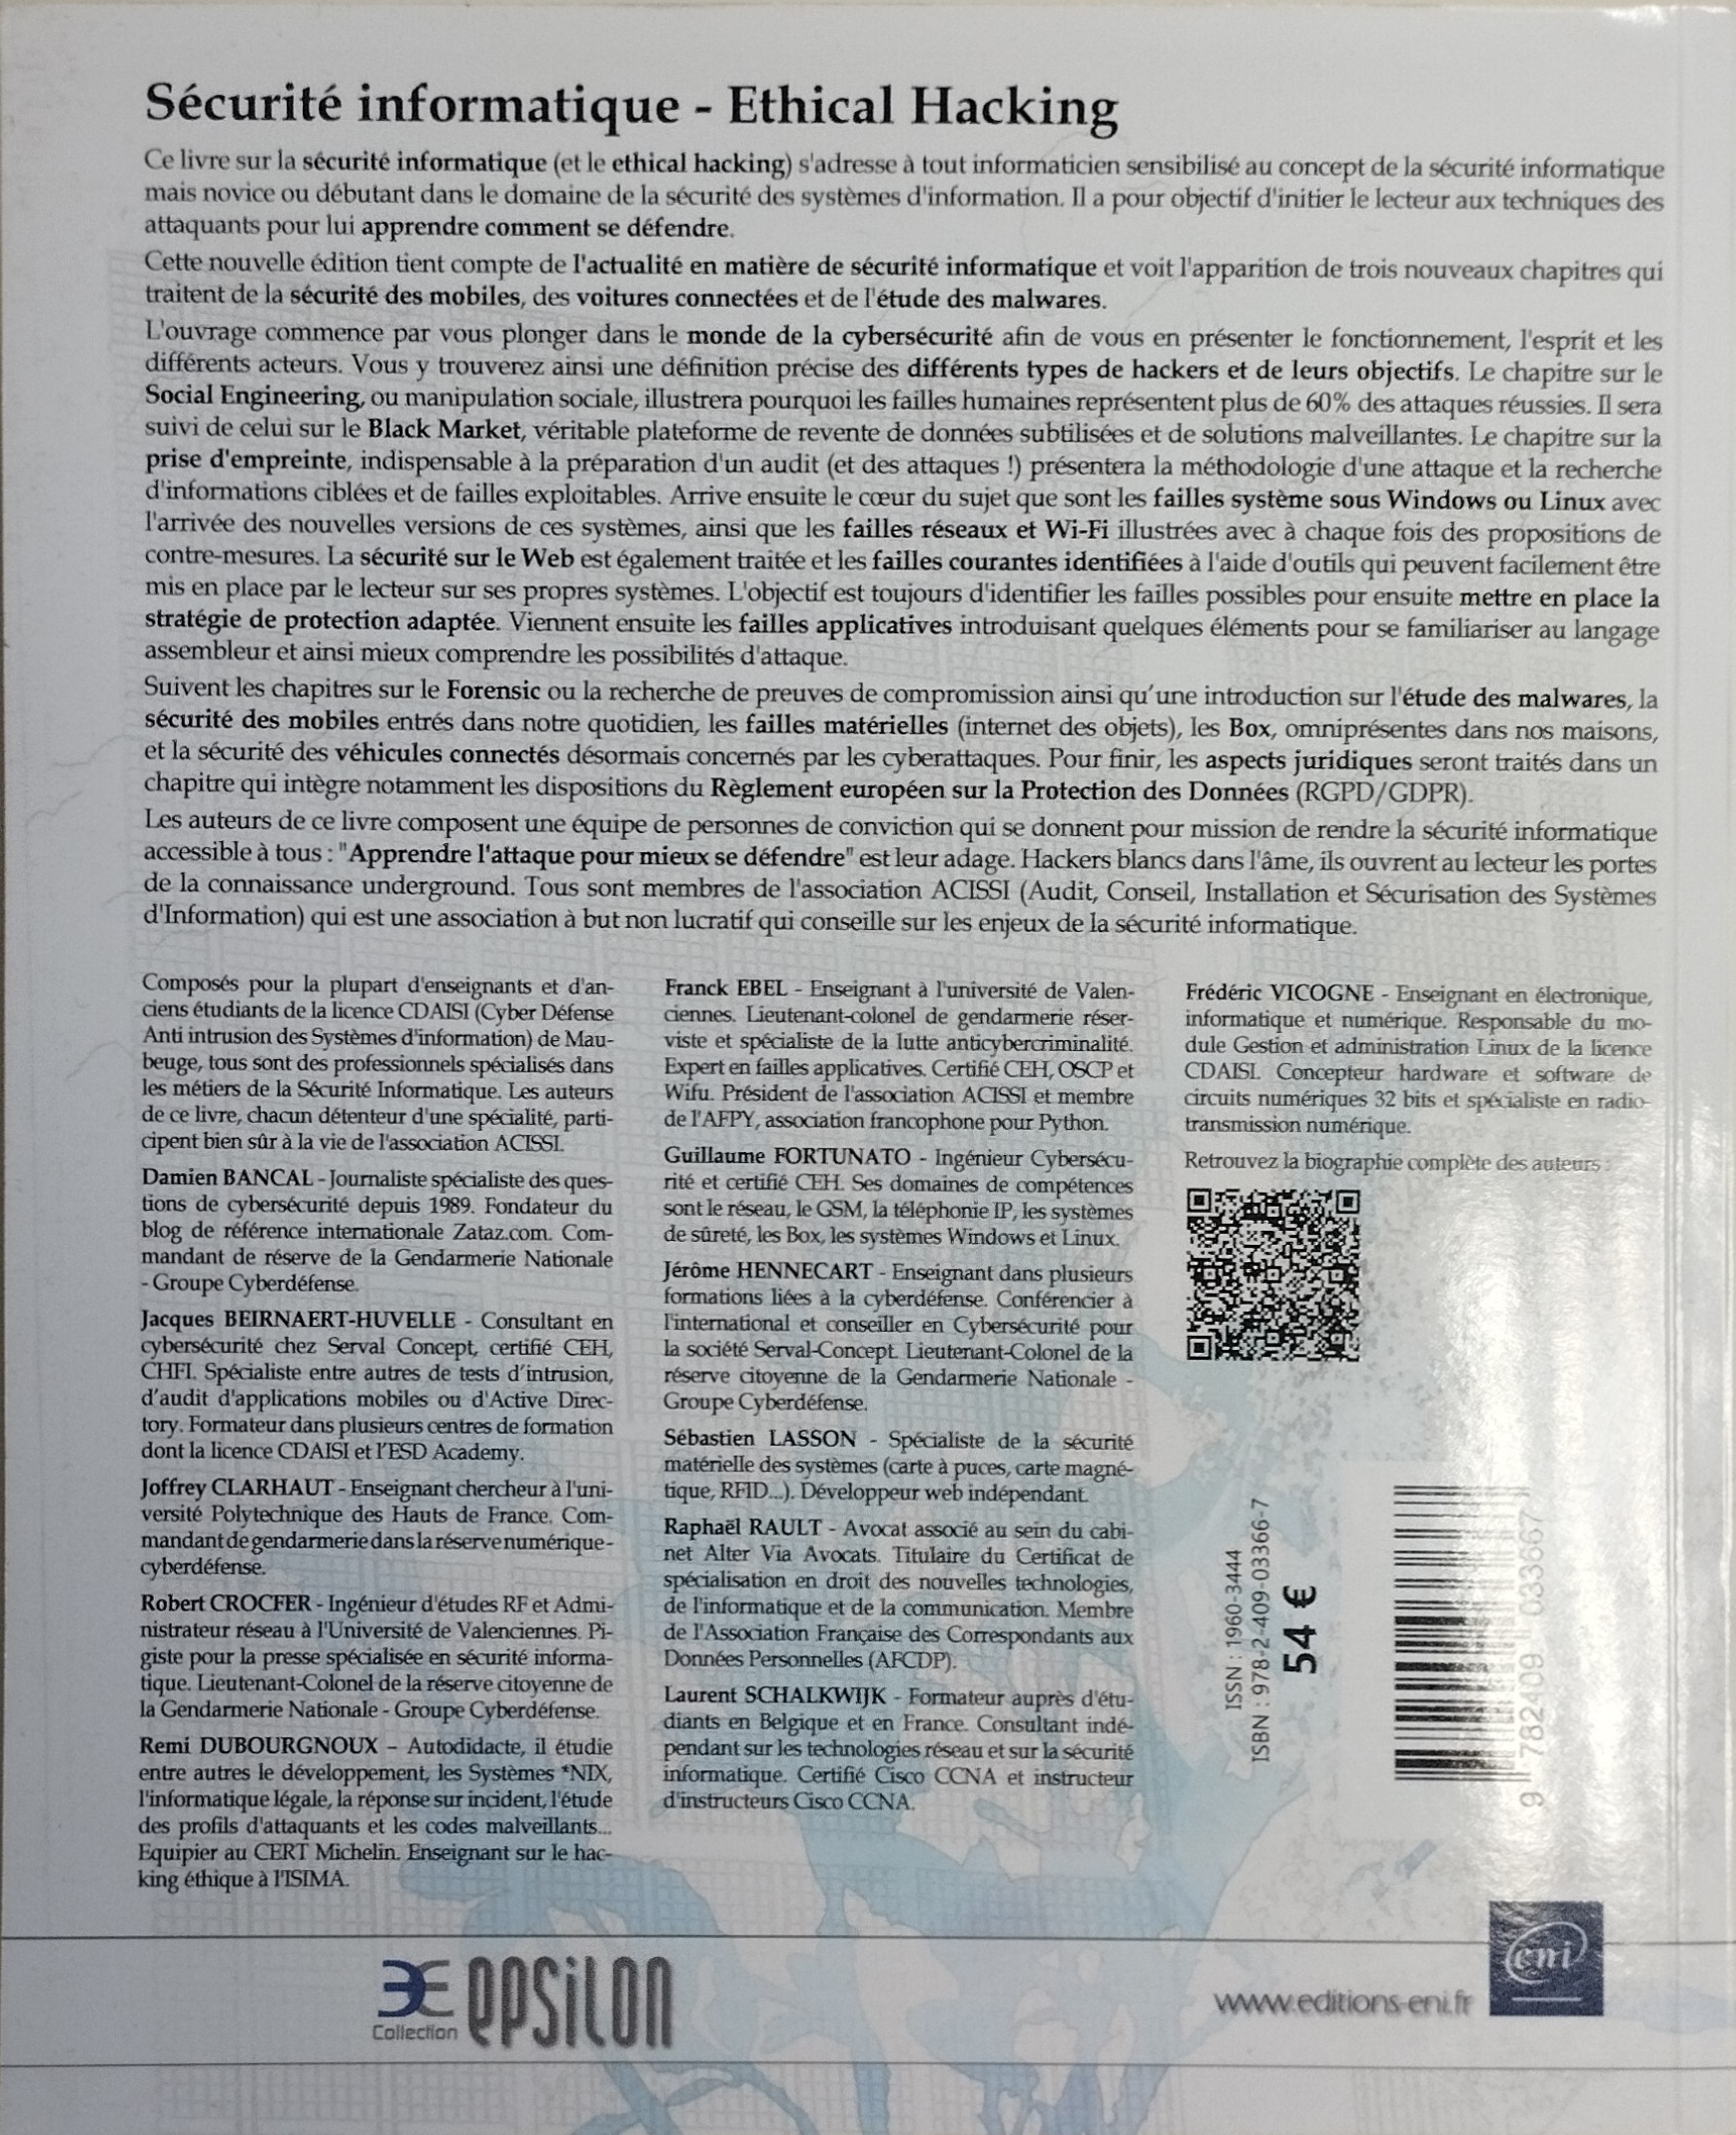 Sécurité informatique - Ethical Hacking
Ce livre sur la sécurité informatique (et le ethical hacking) s'adresse à tout informaticien sensibilisé au concept de la sécurité informatique
mais novice ou débutant dans le domaine de la sécurité des systèmes d'information. Il a pour objectif d'initier le lecteur aux techniques des
attaquants pour lui apprendre comment se défendre.
Cette nouvelle édition tient compte de l'actualité en matière de sécurité informatique et voit l'apparition de trois nouveaux chapitres qui
traitent de la sécurité des mobiles, des voitures connectées et de l'étude des malwares.
L'ouvrage commence par vous plonger dans le monde de la cybersécurité afin de vous en présenter le fonctionnement, l'esprit et les
différents acteurs. Vous y trouverez ainsi une définition précise des différents types de hackers et de leurs objectifs. Le chapitre sur le
Social Engineering, ou manipulation sociale, illustrera pourquoi les failles humaines représentent plus de 60% des attaques réussies. Il sera
suivi de celui sur le Black Market, véritable plateforme de revente de données subtilisées et de solutions malveillantes. Le chapitre sur la
prise d'empreinte, indispensable à la préparation d'un audit (et des attaques !) présentera la méthodologie d'une attaque et la recherche
d'informations ciblées et de failles exploitables. Arrive ensuite le cœur du sujet que sont les failles système sous Windows ou Linux avec
l'arrivée des nouvelles versions de ces systèmes, ainsi que les failles réseaux et Wi-Fi illustrées avec à chaque fois des propositions de
contre-mesures. La sécurité sur le Web est également traitée et les failles courantes identifiées à l'aide d'outils qui peuvent facilement être
mis en place par le lecteur sur ses propres systèmes. L'objectif est toujours d'identifier les failles possibles pour ensuite mettre en place la
stratégie de protection adaptée. Viennent ensuite les failles applicatives introduisant quelques éléments pour se familiariser au langage
assembleur et ainsi mieux comprendre les possibilités d'attaque.
Suivent les chapitres sur le Forensic ou la recherche de preuves de compromission ainsi qu'une introduction sur l'étude des malwares, la
sécurité des mobiles entrés dans notre quotidien, les failles matérielles (internet des objets), les Box, omniprésentes dans nos maisons,
et la sécurité des véhicules connectés désormais concernés par les cyberattaques. Pour finir, les aspects juridiques seront traités dans un
chapitre qui intègre notamment les dispositions du Règlement européen sur la Protection des Données (RGPD/GDPR).
Les auteurs de ce livre composent une équipe de personnes de conviction qui se donnent pour mission de rendre la sécurité informatique
accessible à tous : "Apprendre l'attaque pour mieux se défendre" est leur adage. Hackers blancs dans l'âme, ils ouvrent au lecteur les portes
de la connaissance underground. Tous sont membres de l'association ACISSI (Audit, Conseil, Installation et Sécurisation des Systèmes
d'Information) qui est une association à but non lucratif qui conseille sur les enjeux de la sécurité informatique.
Composés pour la plupart d'enseignants et d'an-
ciens étudiants de la licence CDAISI (Cyber Défense
Anti intrusion des Systèmes d'information) de Mau-
beuge, tous sont des professionnels spécialisés dans
les métiers de la Sécurité Informatique. Les auteurs
de ce livre, chacun détenteur d'une spécialité, parti-
cipent bien sûr à la vie de l'association ACISSI.
Damien BANCAL - Journaliste spécialiste des ques-
tions de cybersécurité depuis 1989. Fondateur du
blog de référence internationale Zataz.com. Com-
mandant de réserve de la Gendarmerie Nationale
- Groupe Cyberdéfense.
Jacques BEIRNAERT-HUVELLE - Consultant en
cybersécurité chez Serval Concept, certifié CEH,
CHFI. Spécialiste entre autres de tests d'intrusion,
d'audit d'applications mobiles ou d'Active Direc-
tory. Formateur dans plusieurs centres de formation
dont la licence CDAISI et l'ESD Academy.
Joffrey CLARHAUT - Enseignant chercheur à l'uni-
versité Polytechnique des Hauts de France. Com-
mandant de gendarmerie dans la réserve numérique-
cyberdéfense.
Robert CROCFER - Ingénieur d'études RF et Admi-
nistrateur réseau à l'Université de Valenciennes. Pi-
giste pour la presse spécialisée en sécurité informa-
tique. Lieutenant-Colonel de la réserve citoyenne de
la Gendarmerie Nationale - Groupe Cyberdéfense.
Remi DUBOURGNOUX – Autodidacte, il étudie
entre autres le développement, les Systèmes *NIX,
l'informatique légale, la réponse sur incident, l'étude
des profils d'attaquants et les codes malveillants...
Equipier au CERT Michelin. Enseignant sur le hac-
king éthique à l'ISIMA.
Franck EBEL - Enseignant à l'université de Valen-
ciennes. Lieutenant-colonel de gendarmerie réser-
viste et spécialiste de la lutte anticybercriminalité.
Expert en failles applicatives. Certifié CEH, OSCP et
Wifu. Président de l'association ACISSI et membre
de l'AFPY, association francophone pour Python.
Guillaume FORTUNATO - Ingénieur Cybersécu-
rité et certifié CEH. Ses domaines de compétences
sont le réseau, le GSM, la téléphonie IP, les systèmes
de sûreté, les Box, les systèmes Windows et Linux.
Jérôme HENNECART - Enseignant dans plusieurs
formations liées à la cyberdéfense. Conférencier à
l'international et conseiller en Cybersécurité pour
la société Serval-Concept. Lieutenant-Colonel de la
réserve citoyenne de la Gendarmerie Nationale -
Groupe Cyberdéfense.
Sébastien LASSON - Spécialiste de la sécurité
matérielle des systèmes (carte à puces, carte magné-
tique, RFID...). Développeur web indépendant.
Raphaël RAULT - Avocat associé au sein du cabi-
net Alter Via Avocats. Titulaire du Certificat de
spécialisation en droit des nouvelles technologies,
de l'informatique et de la communication. Membre
de l'Association Française des Correspondants aux
Données Personnelles (AFCDP).
Laurent SCHALKWIJK - Formateur auprès d'étu-
diants en Belgique et en France. Consultant indé-
pendant sur les technologies réseau et sur la sécurité
informatique. Certifié Cisco CCNA et instructeur
d'instructeurs Cisco CCNA.
Frédéric VICOGNE - Enseignant en électronique,
informatique et numérique. Responsable du mo-
dule Gestion et administration Linux de la licence
CDAISI. Concepteur hardware et software de
circuits numériques 32 bits et spécialiste en radio-
transmission numérique.
Retrouvez la biographie complète des auteurs :
ISSN : 1960-3444
ISBN : 978-2-409-03366-7
54 €
9 782409 033667
Collection epsilon
www.editions-eni.fr
eni